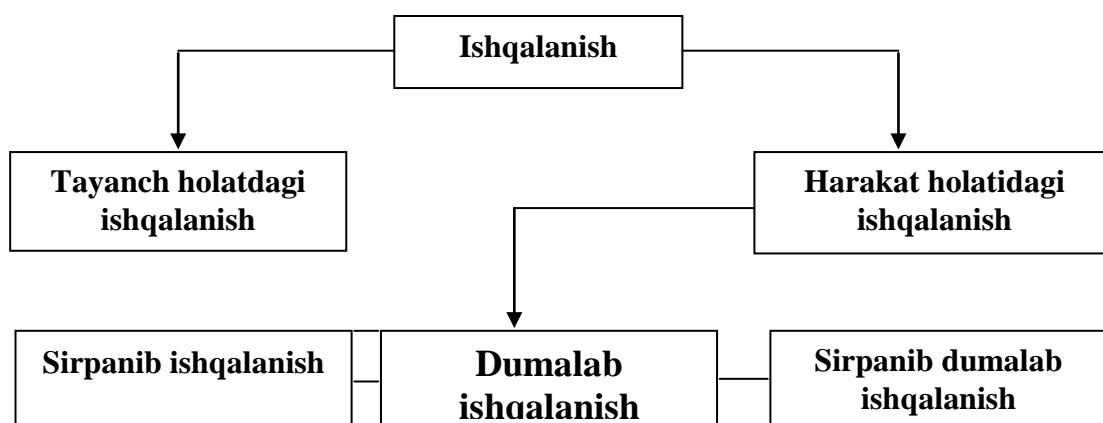 Ishqalanish
Tayanch holatdagi
ishqalanish
Harakat holatidagi
ishqalanish
Sirpanib ishqalanish
Dumalab
ishqalanish
Sirpanib dumalab
ishqalanish